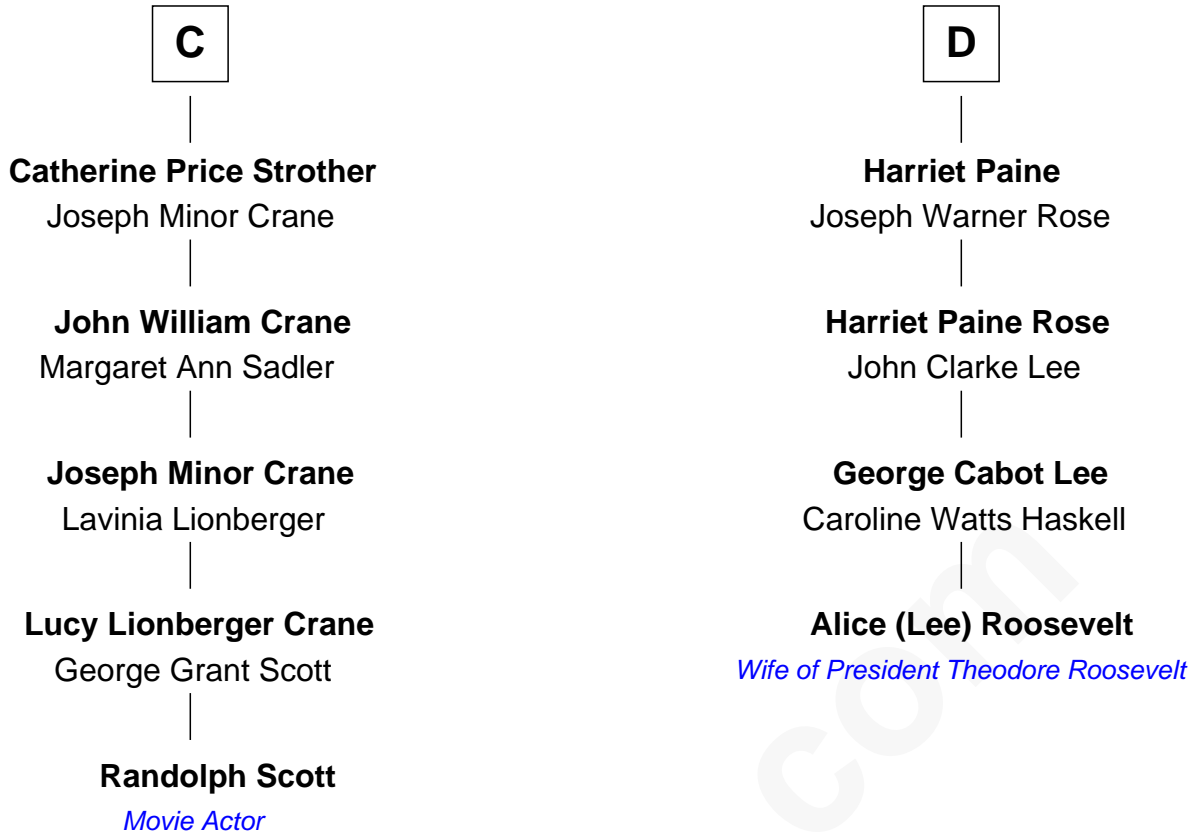 C
Catherine Price Strother
Joseph Minor Crane
John William Crane
Margaret Ann Sadler
Joseph Minor Crane
Lavinia Lionberger
Lucy Lionberger Crane
George Grant Scott
Randolph Scott
Movie Actor
D
Harriet Paine
Joseph Warner Rose
Harriet Paine Rose
John Clarke Lee
George Cabot Lee
Caroline Watts Haskell
Alice (Lee) Roosevelt
Wife of President Theodore Roosevelt
com